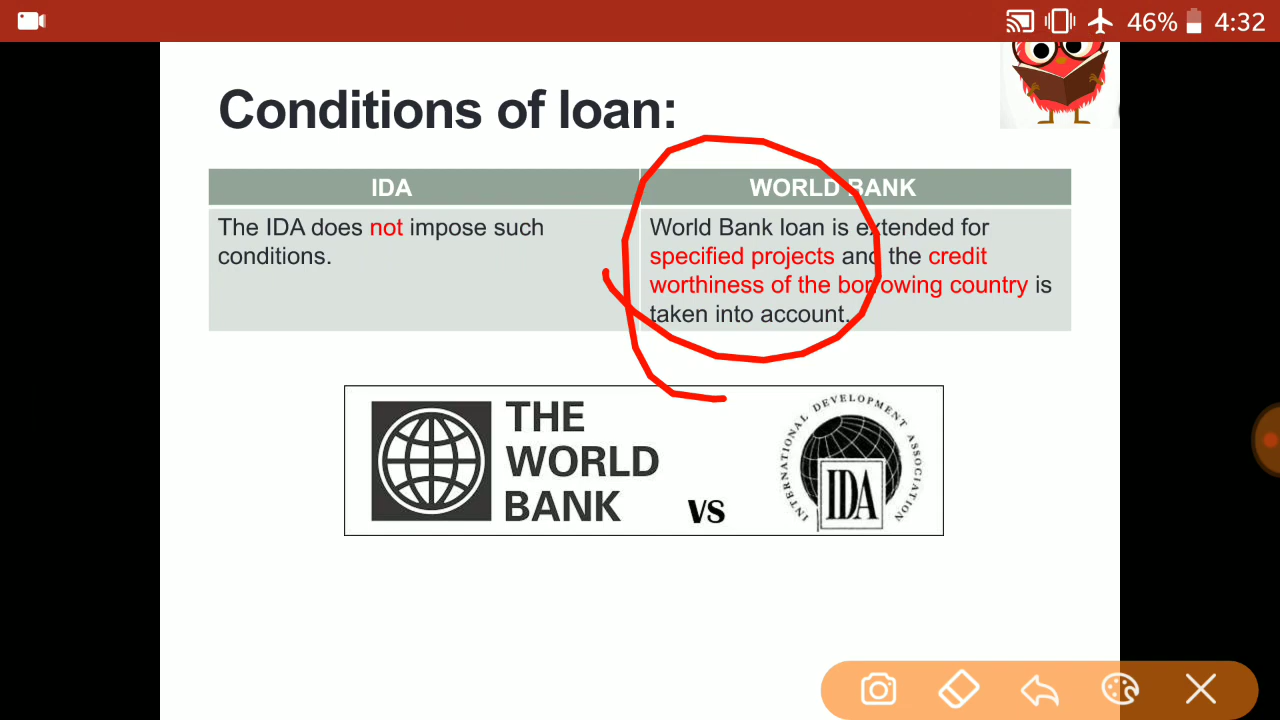 46% 4:32
Conditions of loan:
IDA
WORLD BANK
The IDA does not impose such
conditions.
World Bank loan is extended for
specified projects and the credit
worthiness of the borrowing country is
taken into account.
THE
WORLD
BANK
VS
INTERNATIONAL DEVELOPMENT ASSOCIATION
IDA